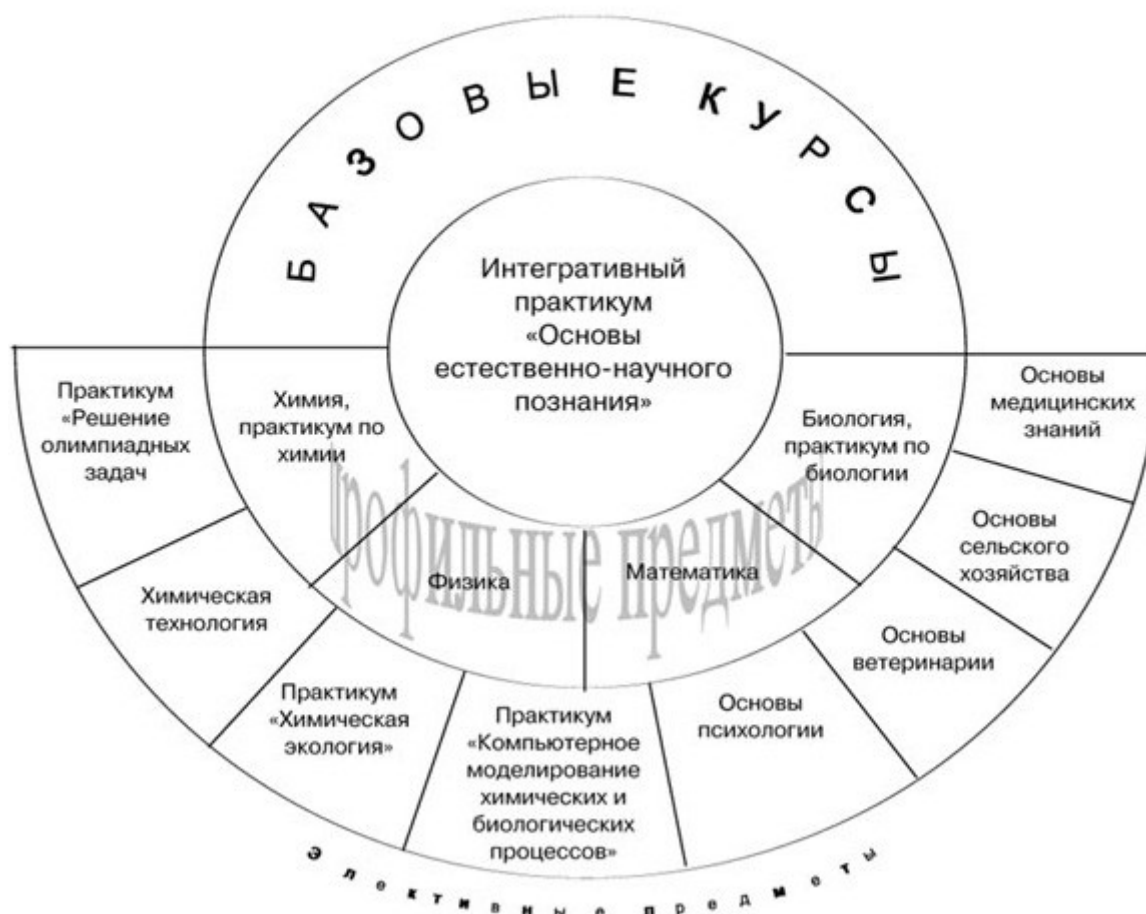 БАЗОВЫЕ КУРСЫ
Интегративный
практикум
«Основы
естественно-научного
познания»
Практикум
«Решение
олимпиадных
задач
Химия,
практикум по
химии
Биология,
практикум по
биологии
Основы
медицинских
знаний
профильные предметы
Физика
Математика
Основы
сельского
хозяйства
Химическая
технология
Основы
ветеринарии
Практикум
«Химическая
экология»
Практикум
«Компьютерное
моделирование
химических и
биологических
процессов»
Основы
психологии
Элективные предметы